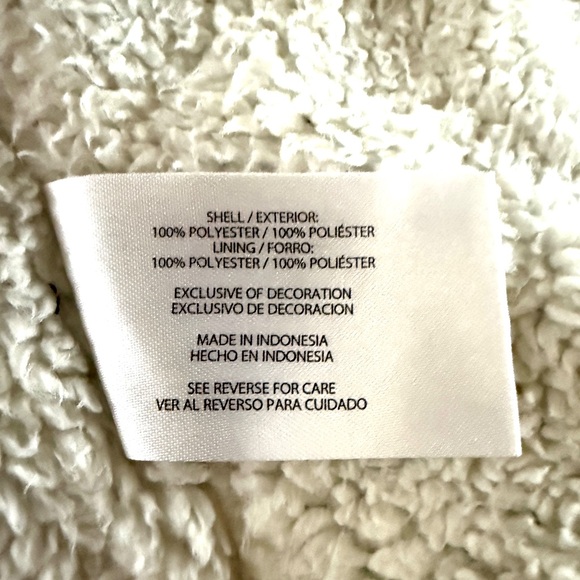 SHELL / EXTERIOR:
100% POLYESTER / 100% POLIÉSTER
LINING / FORRO:
100% POLYESTER / 100% POLIÉSTER
EXCLUSIVE OF DECORATION
EXCLUSIVO DE DECORACION
MADE IN INDONESIA
HECHO EN INDONESIA
SEE REVERSE FOR CARE
VER AL REVERSO PARA CUIDADO